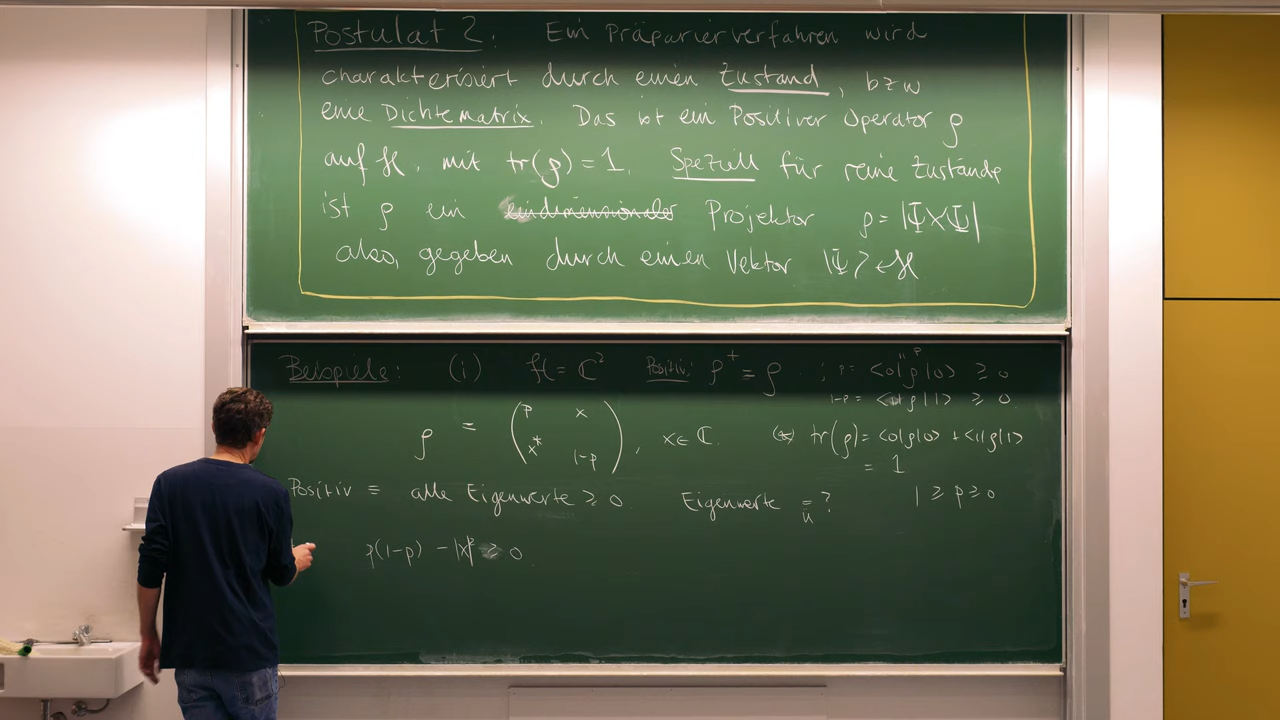 Postulat 2: Ein Präparierverfahren wird
charakterisiert durch einen Zustand, bzw
eine Dichtematrix. Das ist ein Positiver Operator ρ
auf ℋ, mit tr(ρ) = 1. Speziell für reine Zustände
ist ρ ein eindimensionaler Projektor ρ = |Ψ⟩⟨Ψ|
also, gegeben durch einen Vektor |Ψ⟩ ∈ ℋ
Beispiele: (i) ℋ = ℂ² Positiv: ρ⁺ = ρ ; p = ⟨0|ρ|0⟩ ≥ 0
1-p = ⟨1|ρ|1⟩ ≥ 0
ρ = (p x
x* 1-p), x ∈ ℂ. (*) tr(ρ) = ⟨0|ρ|0⟩ + ⟨1|ρ|1⟩
= 1
Positiv = alle Eigenwerte ≥ 0. Eigenwerte = ? 1 ≥ p ≥ 0
p(1-p) - |x|² ≥ 0.